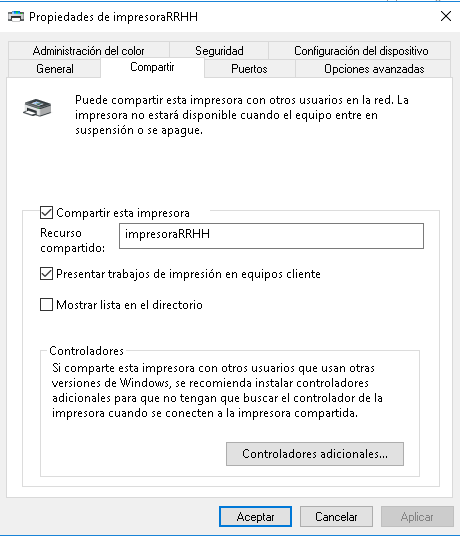 Propiedades de impresoraRRHH
Administración del color Seguridad Configuración del dispositivo
General Compartir Puertos Opciones avanzadas
Puede compartir esta impresora con otros usuarios en la red. La
impresora no estará disponible cuando el equipo entre en
suspensión o se apague.
Compartir esta impresora
Recurso
compartido:
impresoraRRHH
Presentar trabajos de impresión en equipos cliente
Mostrar lista en el directorio
Controladores
Si comparte esta impresora con otros usuarios que usan otras
versiones de Windows, se recomienda instalar controladores
adicionales para que no tengan que buscar el controlador de la
impresora cuando se conecten a la impresora compartida.
Controladores adicionales...
Aceptar Cancelar Aplicar